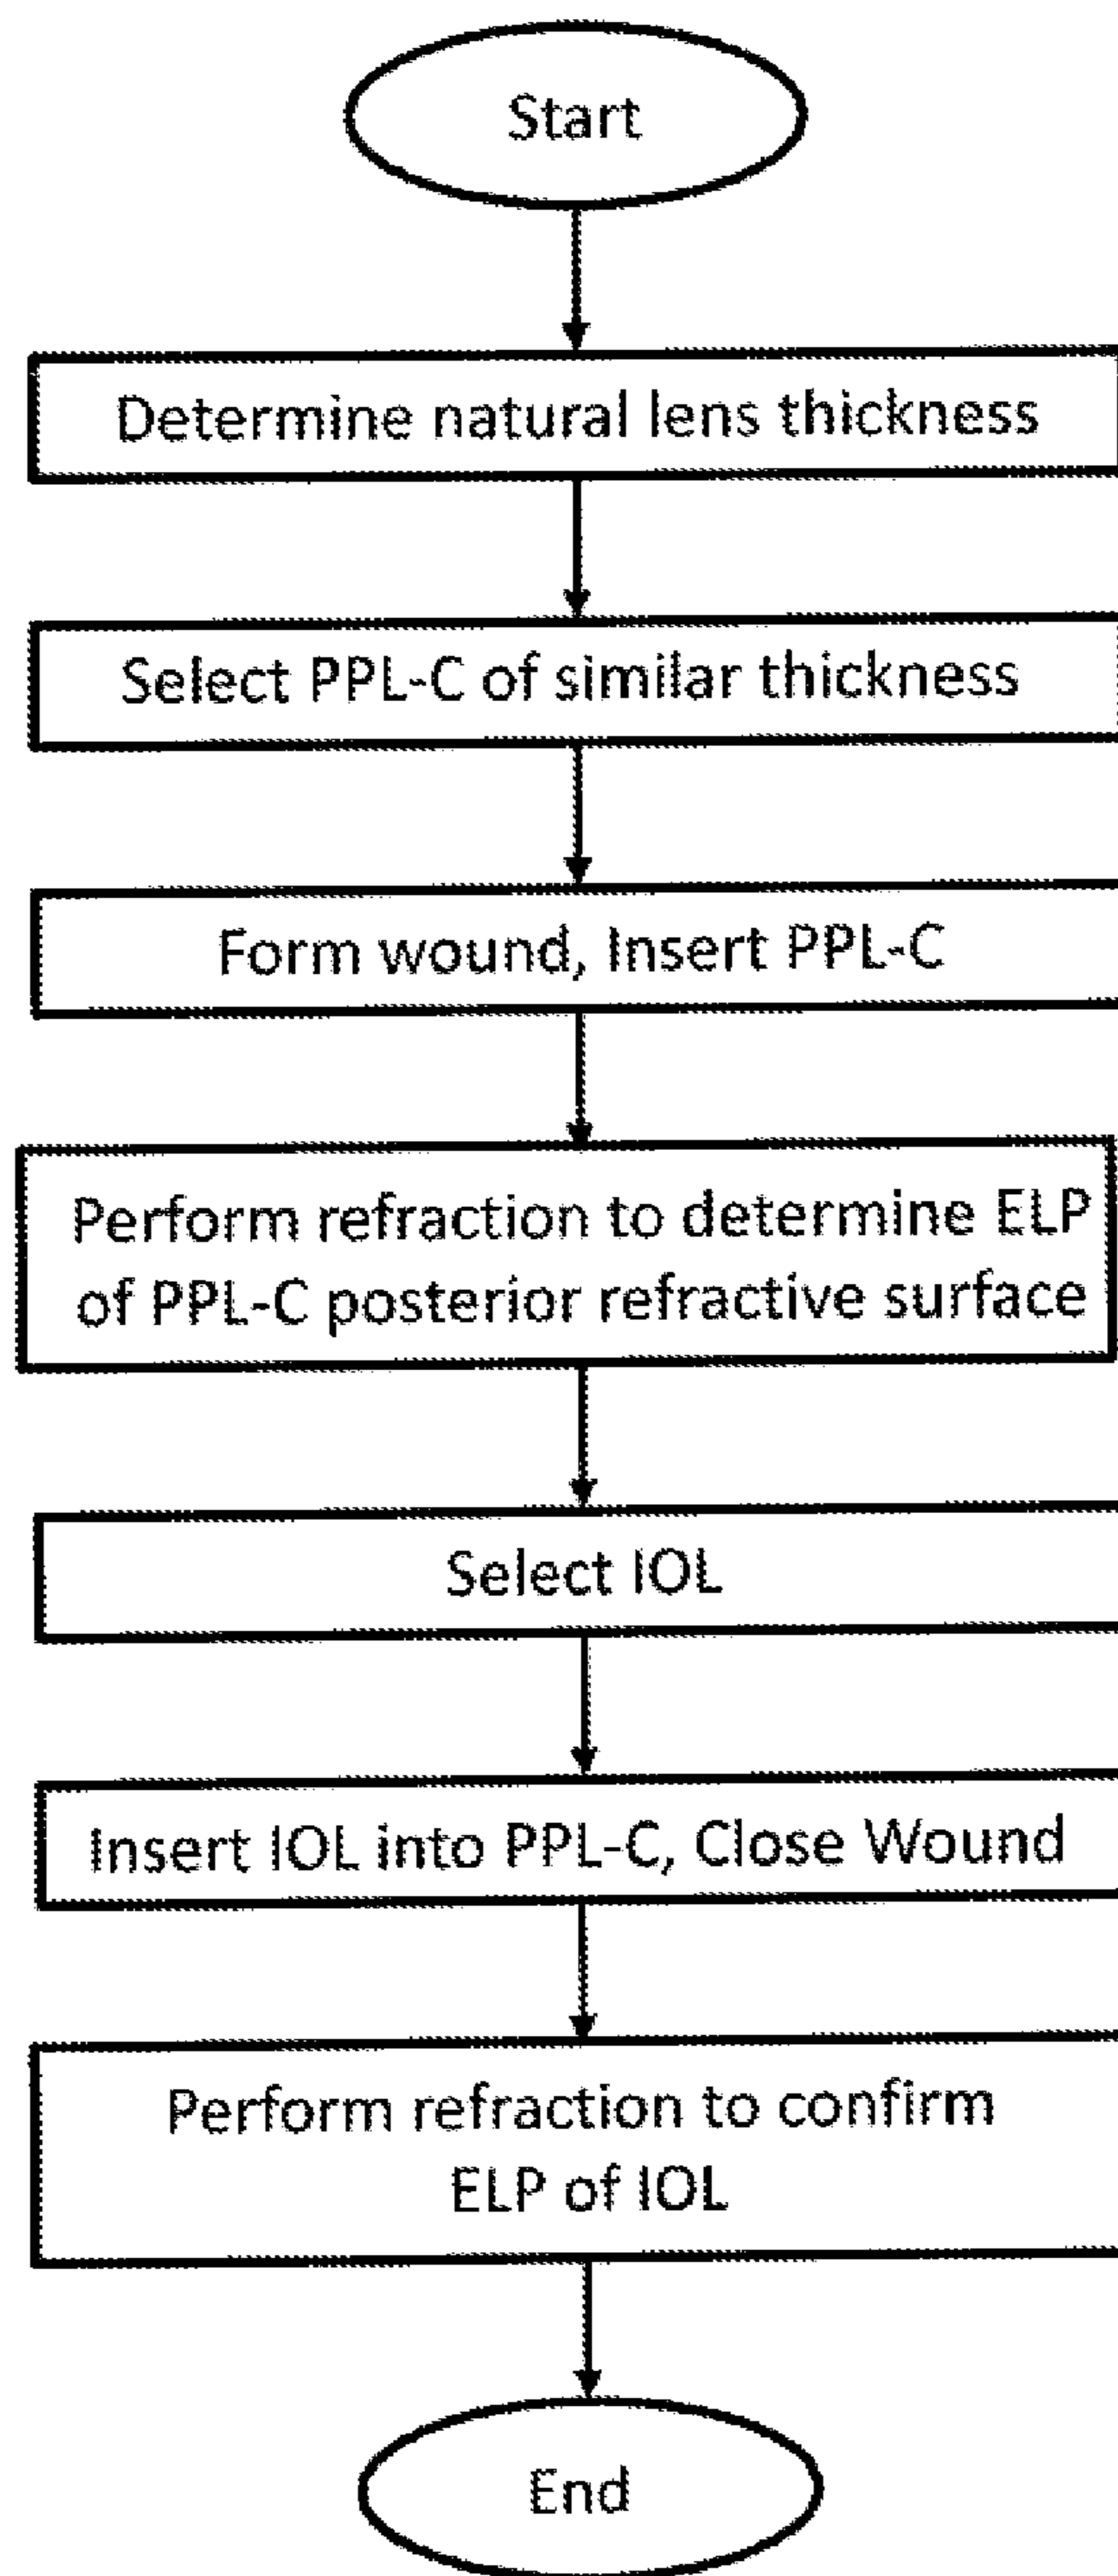 Start
Determine natural lens thickness
Select PPL-C of similar thickness
Form wound, Insert PPL-C
Perform refraction to determine ELP
of PPL-C posterior refractive surface
Select IOL
Insert IOL into PPL-C, Close Wound
Perform refraction to confirm
ELP of IOL
End